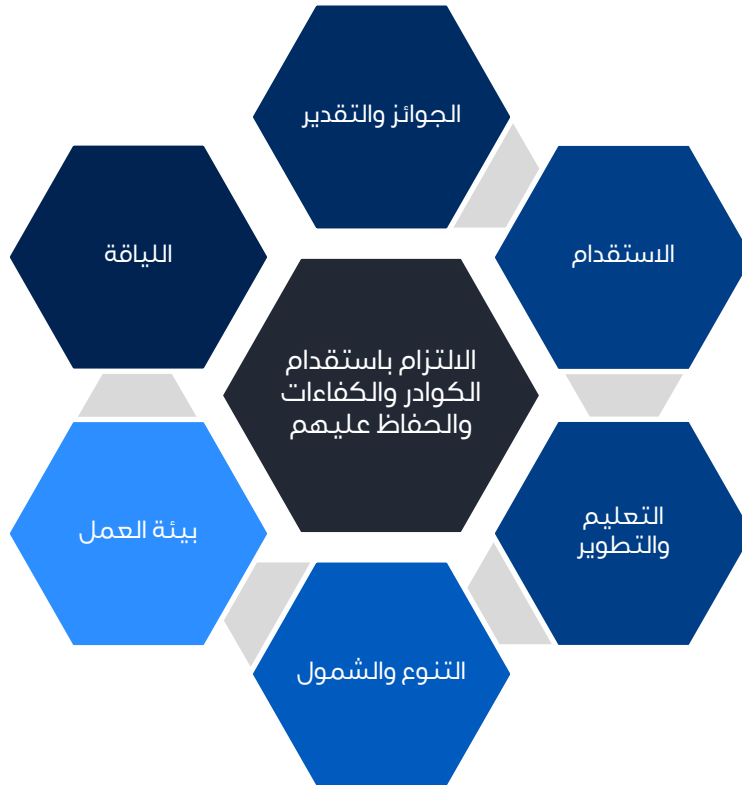 الجوائز والتقدير
الاستقدام
اللياقة
الالتزام باستقدام
الكوادر والكفاءات
والحفاظ عليهم
التعليم
والتطوير
بيئة العمل
التنوع والشمول